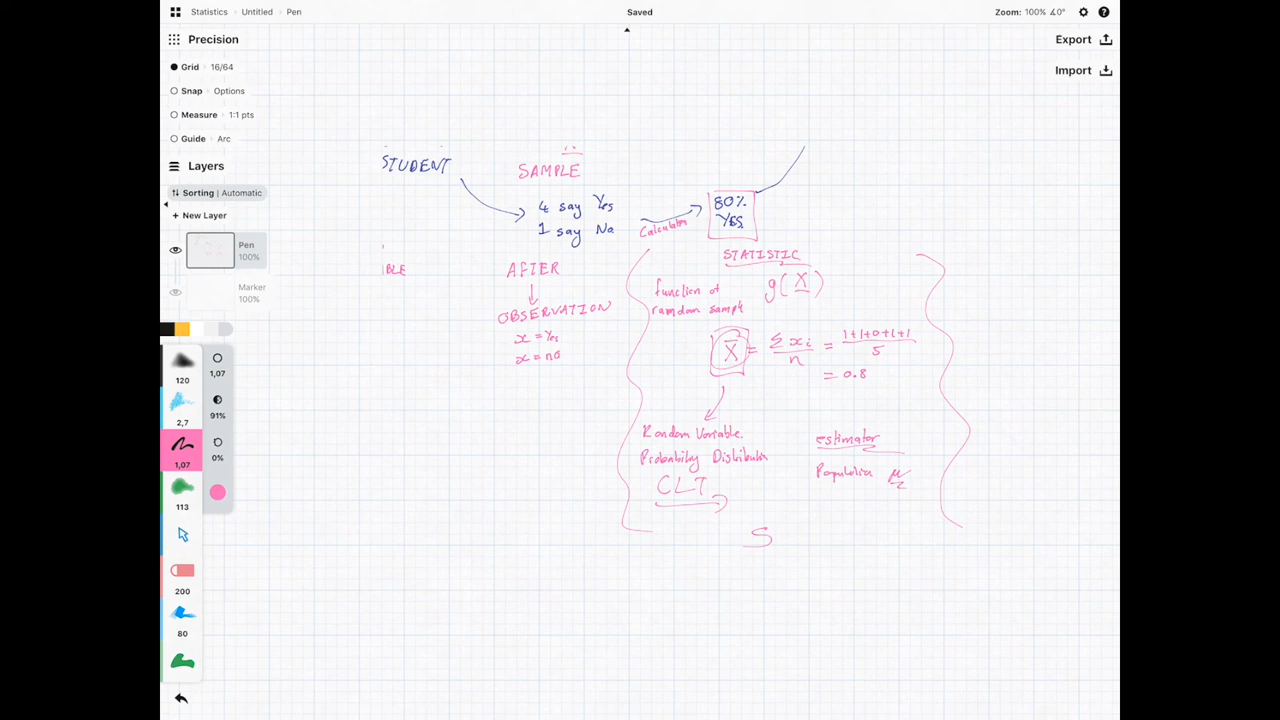 Statistics › Untitled › Pen
Saved
Zoom: 100% ∡0°
Precision
Export
Import
Grid › 16/64
Snap › Options
Measure › 1:1 pts
Guide › Arc
Layers
Sorting | Automatic
+ New Layer
Pen
100%
Marker
100%
120
2,7
1,07
113
200
80
1,07
91%
0%
STUDENT
SAMPLE
4 say Yes
1 say No
Calculation
80%
YES
BLE
AFTER
OBSERVATION
x = Yes
x = no
STATISTIC
function of
random sample
g(X)
X̄ = Σxi/n = 1+1+0+1+1/5
= 0.8
Random Variable.
Probability Distribution
CLT
estimator
Population μ
S